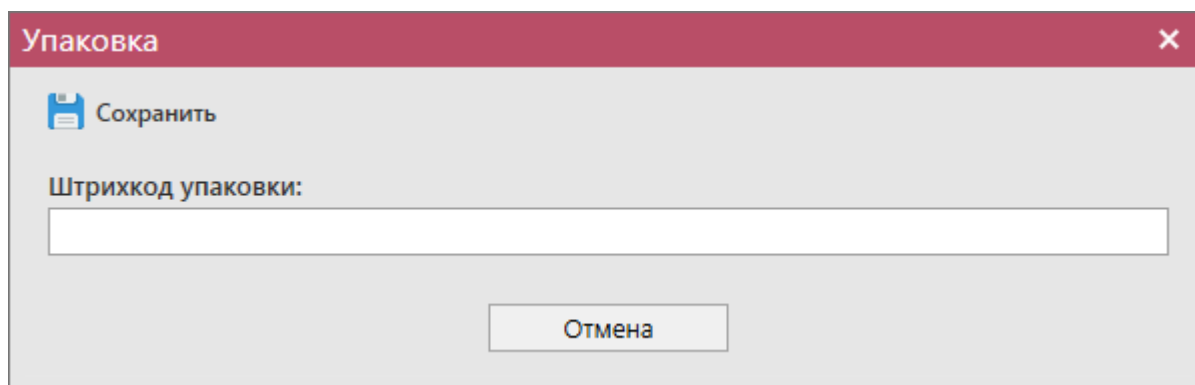 Упаковка
Сохранить
Штрихкод упаковки:
Отмена